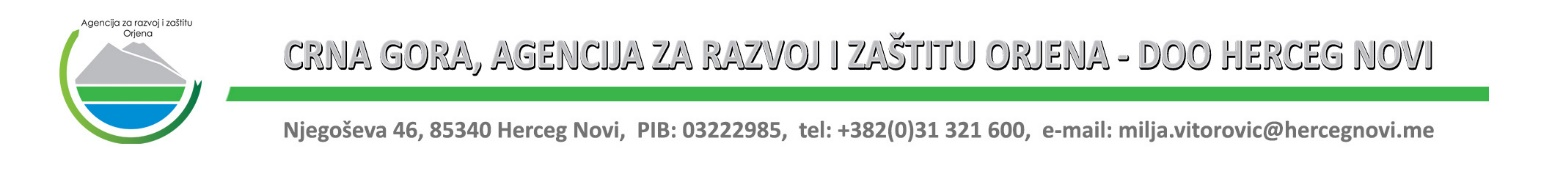 Agencija za razvoj i zaštitu
Orjena
CRNA GORA, AGENCIJA ZA RAZVOJ I ZAŠTITU ORJENA - DOO HERCEG NOVI
Njegoševa 46, 85340 Herceg Novi, PIB: 03222985, tel: +382(0)31 321 600, e-mail: milja.vitorovic@hercegnovi.me